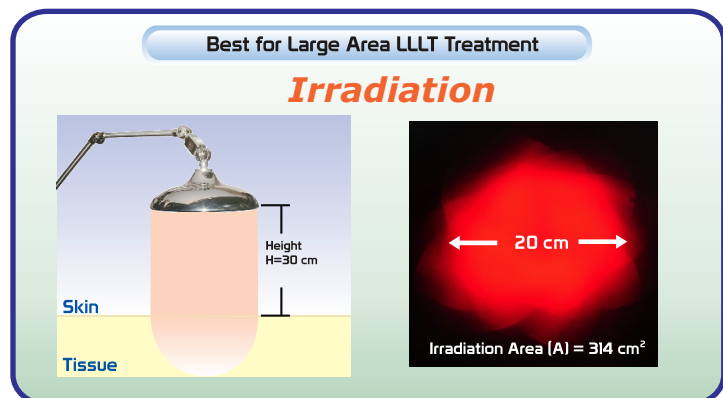 Best for Large Area LLLT Treatment
Irradiation
Height
H=30 cm
Skin
Tissue
20 cm
Irradiation Area (A) = 314 cm²